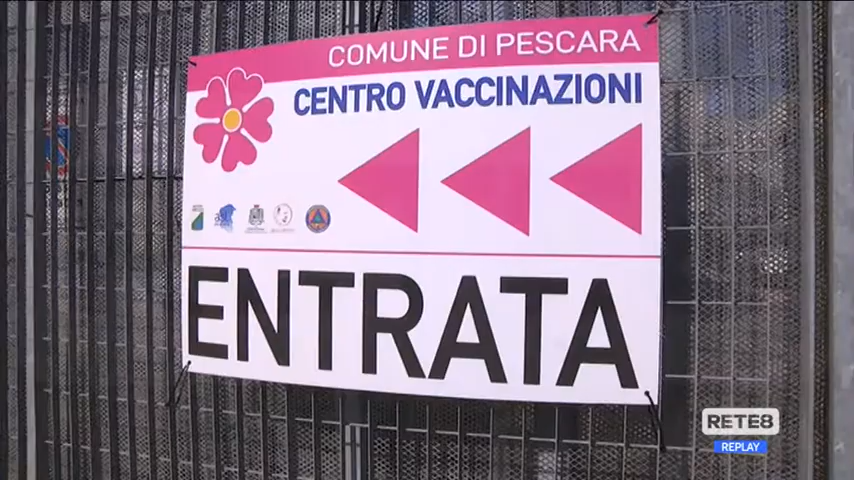 COMUNE DI PESCARA
CENTRO VACCINAZIONI
ENTRATA
RETE8
REPLAY